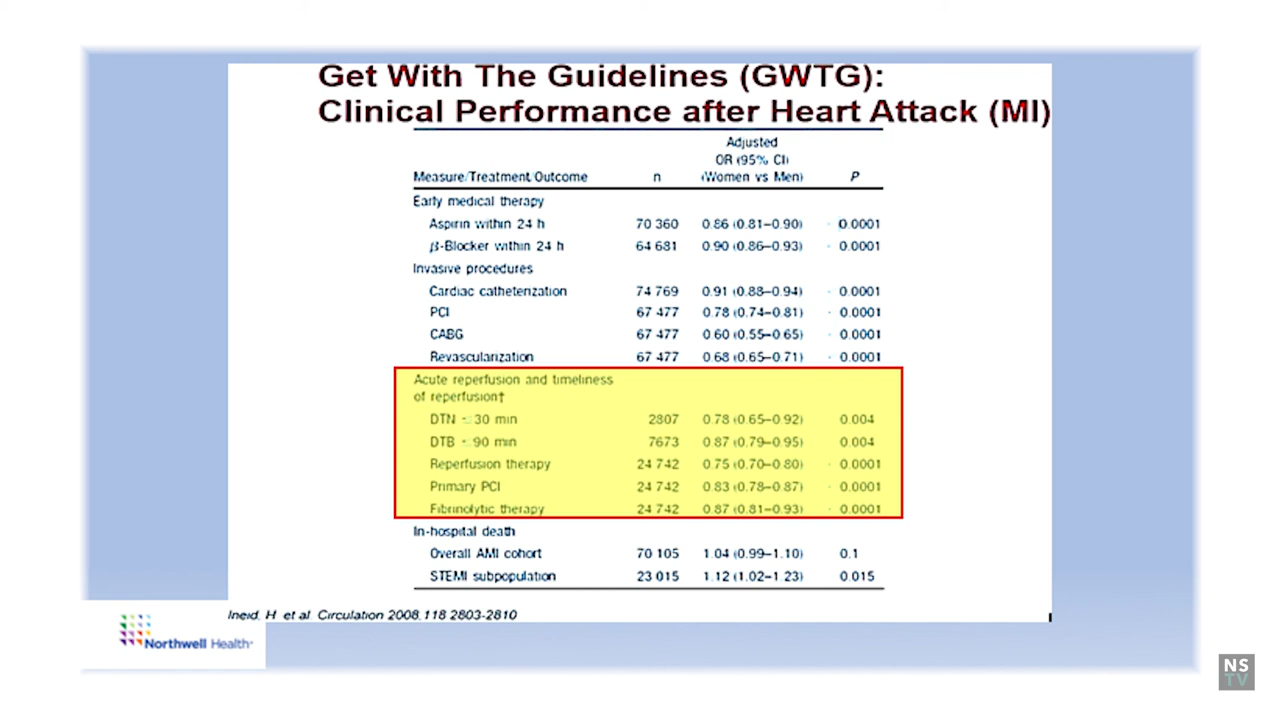 Get With The Guidelines (GWTG):
Clinical Performance after Heart Attack (MI)
Adjusted
OR (95% CI)
Measure/Treatment/Outcome n (Women vs Men) P
Early medical therapy
Aspirin within 24 h 70 360 0.86 (0.81–0.90) 0.0001
β-Blocker within 24 h 64 681 0.90 (0.86–0.93) 0.0001
Invasive procedures
Cardiac catheterization 74 769 0.91 (0.88–0.94) 0.0001
PCI 67 477 0.78 (0.74–0.81) 0.0001
CABG 67 477 0.60 (0.55–0.65) 0.0001
Revascularization 67 477 0.68 (0.65–0.71) 0.0001
Acute reperfusion and timeliness
of reperfusion†
DTN 30 min 2807 0.78 (0.65–0.92) 0.004
DTB 90 min 7673 0.87 (0.79–0.95) 0.004
Reperfusion therapy 24 742 0.75 (0.70–0.80) 0.0001
Primary PCI 24 742 0.83 (0.78–0.87) 0.0001
Fibrinolytic therapy 24 742 0.87 (0.81–0.93) 0.0001
In-hospital death
Overall AMI cohort 70 105 1.04 (0.99–1.10) 0.1
STEMI subpopulation 23 015 1.12 (1.02–1.23) 0.015
Jneid, H et al Circulation 2008,118 2803-2810
Northwell Health
NS
TV